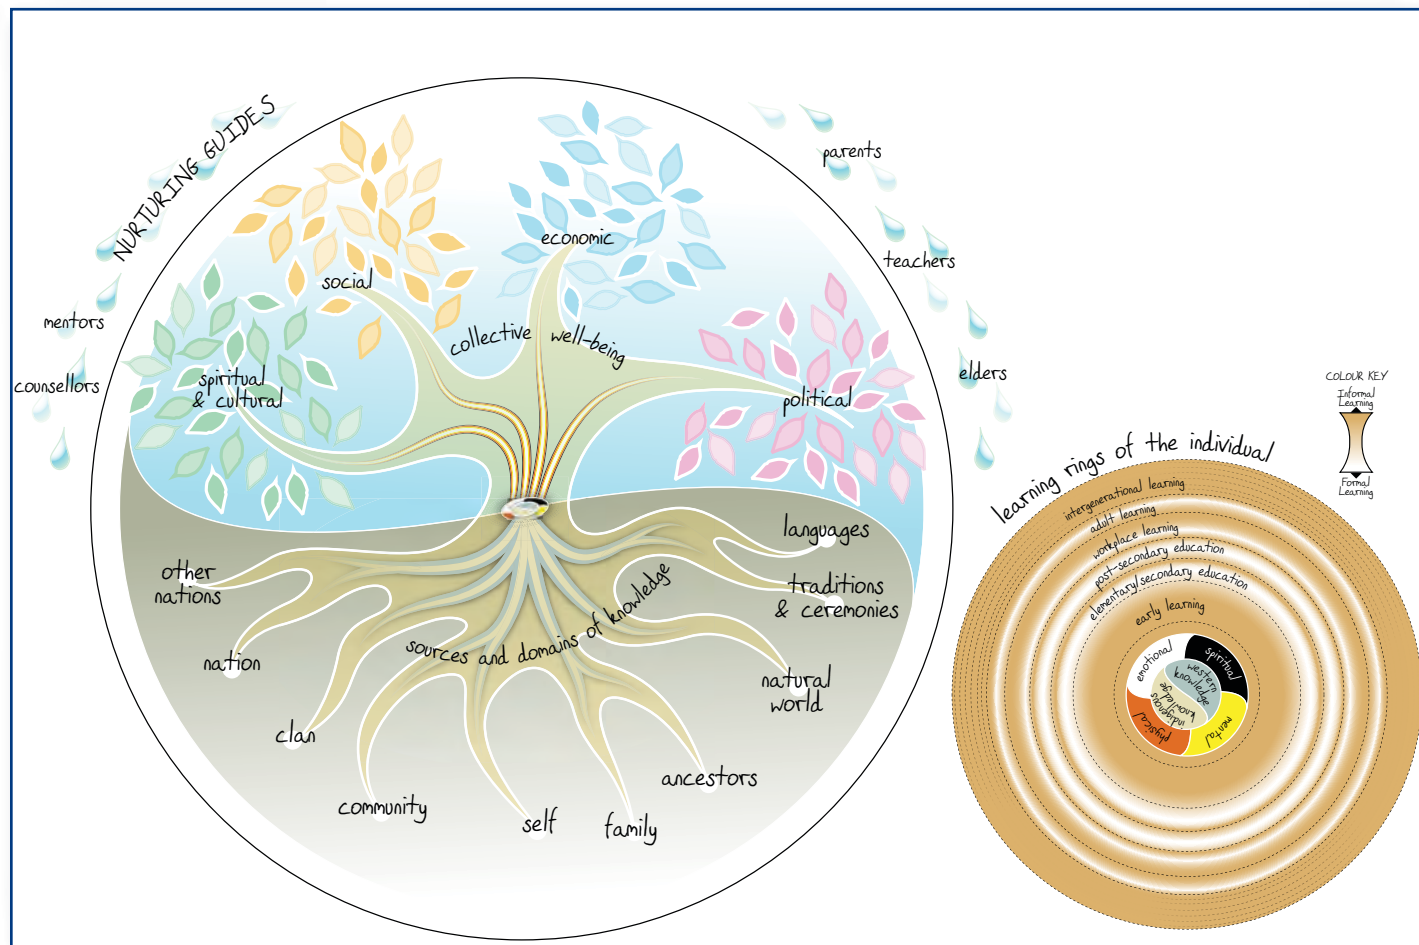 NURTURING GUIDES
mentors
counsellors
parents
teachers
elders
economic
social
collective well-being
spiritual
& cultural
political
languages
traditions
& ceremonies
other
nations
sources and domains of knowledge
nation
natural
world
clan
ancestors
community
self
family
COLOUR KEY
Informal
Learning
Formal
Learning
learning rings of the individual
intergenerational learning
adult learning
workplace learning
post-secondary education
elementary/secondary education
early learning
emotional
spiritual
western
knowledge
indigenous
knowledge
physical
mental